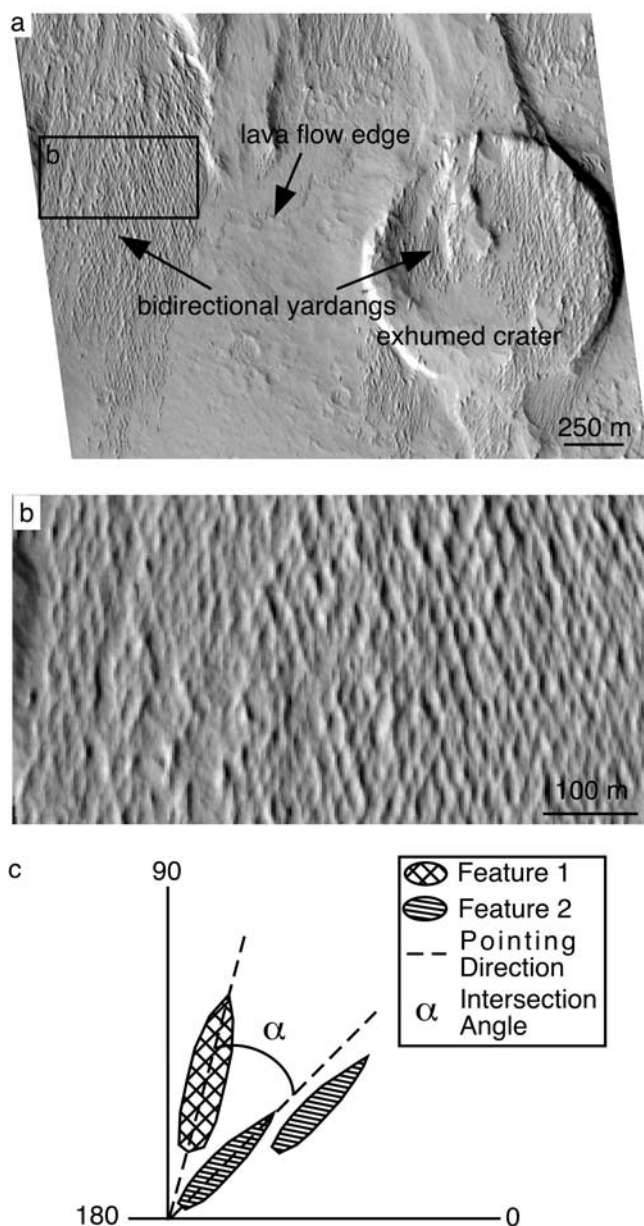 a
lava flow edge
b
bidirectional yardangs
exhumed crater
250 m
b
100 m
c
90
Feature 1
Feature 2
Pointing
Direction
α Intersection
Angle
α
180
0